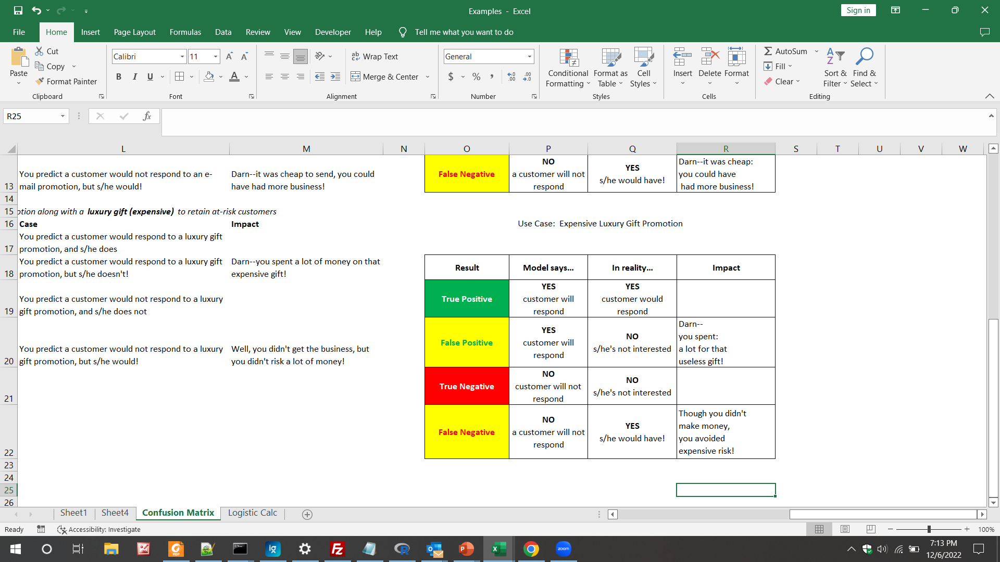 Examples - Excel
Sign in
File Home Insert Page Layout Formulas Data Review View Developer Help Tell me what you want to do
Paste
Cut
Copy
Format Painter
Clipboard
Calibri 11
B I U
Font
Wrap Text
Merge & Center
Alignment
General
$ % ,
Number
Conditional Formatting
Format as Table
Cell Styles
Styles
Insert Delete Format
Cells
AutoSum
Fill
Clear
Sort & Filter
Find & Select
Editing
R25
fx
L M N O P Q R S T U V W
13
You predict a customer would not respond to an e-
mail promotion, but s/he would!
Darn--it was cheap to send, you could
have had more business!
False Negative
NO
a customer will not
respond
YES
s/he would have!
Darn--it was cheap:
you could have
had more business!
14
15 otion along with a luxury gift (expensive) to retain at-risk customers
16 Case Impact Use Case: Expensive Luxury Gift Promotion
17
You predict a customer would respond to a luxury gift
promotion, and s/he does
18
You predict a customer would respond to a luxury gift
promotion, but s/he doesn't!
Darn--you spent a lot of money on that
expensive gift!
Result Model says... In reality... Impact
19
You predict a customer would not respond to a luxury
gift promotion, and s/he does not
True Positive
YES
customer will
respond
YES
customer would
respond
20
You predict a customer would not respond to a luxury
gift promotion, but s/he would!
Well, you didn't get the business, but
you didn't risk a lot of money!
False Positive
YES
customer will
respond
NO
s/he's not interested
Darn--
you spent:
a lot for that
useless gift!
21
True Negative
NO
customer will not
respond
NO
s/he's not interested
22
False Negative
NO
a customer will not
respond
YES
s/he would have!
Though you didn't
make money,
you avoided
expensive risk!
23
24
25
26
Sheet1 Sheet4 Confusion Matrix Logistic Calc
Ready Accessibility: Investigate 100%
7:13 PM
12/6/2022
PDF
ig
Fz
R
P
X
zoom